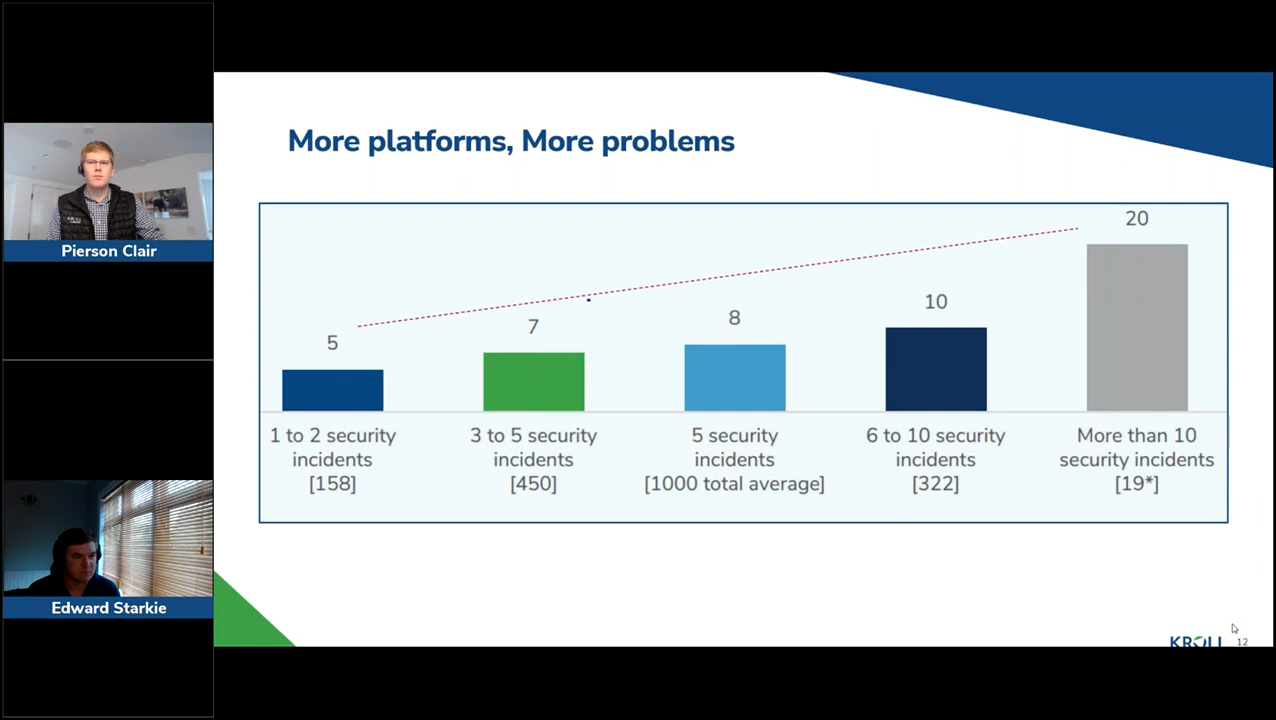 More platforms, More problems
20
10
8
7
5
1 to 2 security
incidents
[158]
3 to 5 security
incidents
[450]
5 security
incidents
[1000 total average]
6 to 10 security
incidents
[322]
More than 10
security incidents
[19*]
Pierson Clair
Edward Starkie
KROLL
12